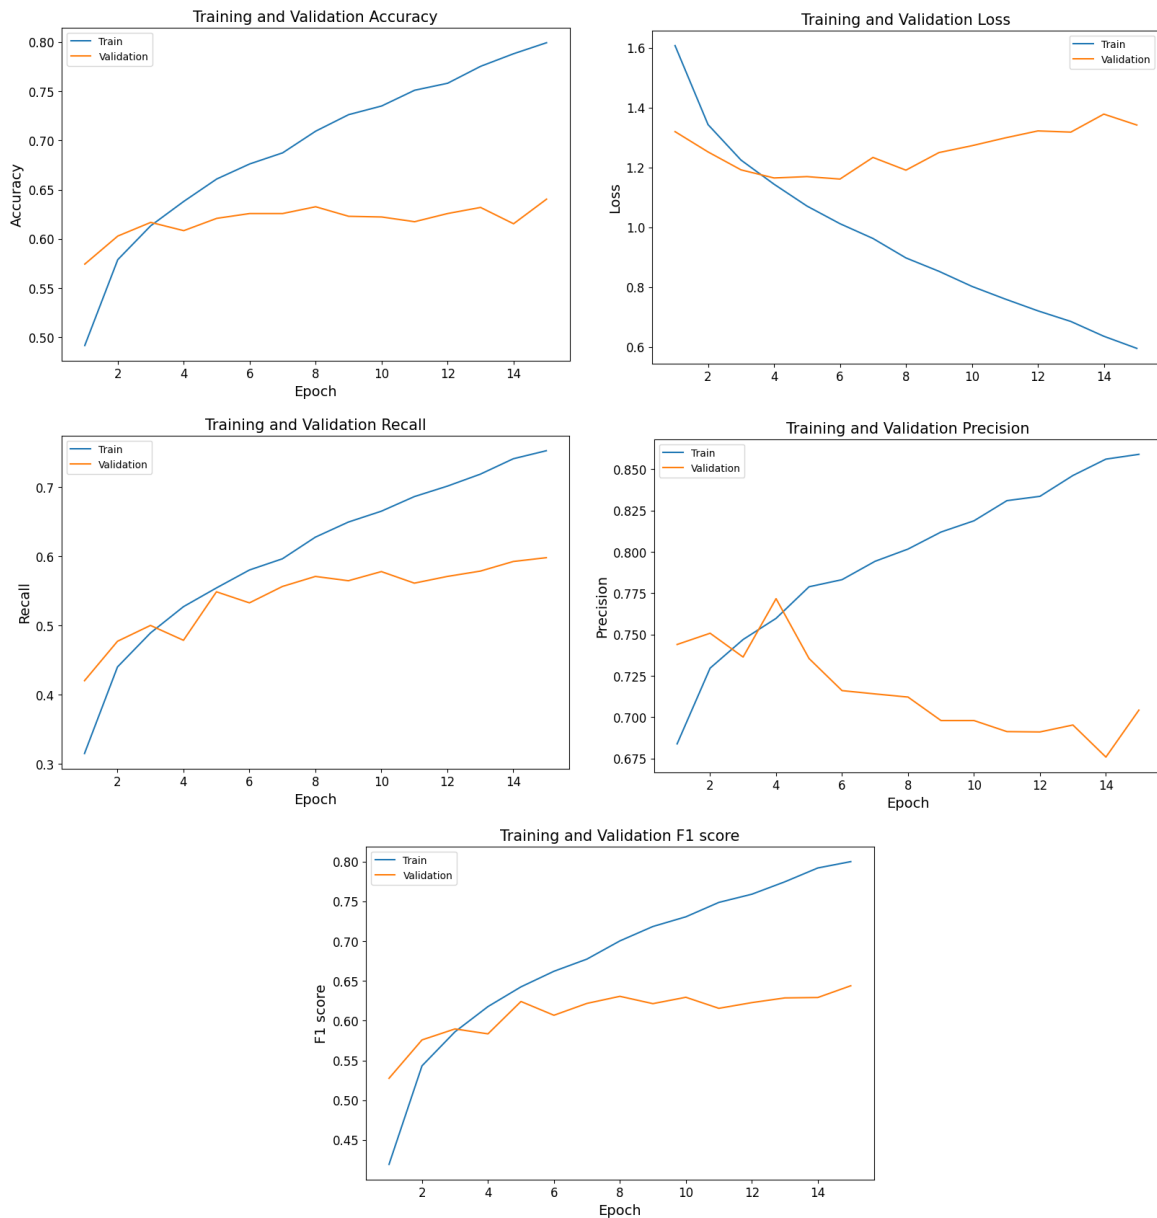 Training and Validation Accuracy
Train
Validation
0.80
0.75
0.70
0.65
0.60
0.55
0.50
Accuracy
2 4 6 8 10 12 14
Epoch
Training and Validation Loss
Train
Validation
1.6
1.4
1.2
1.0
0.8
0.6
Loss
2 4 6 8 10 12 14
Training and Validation Recall
Train
Validation
0.7
0.6
0.5
0.4
0.3
Recall
2 4 6 8 10 12 14
Epoch
Training and Validation Precision
Train
Validation
0.850
0.825
0.800
0.775
0.750
0.725
0.700
0.675
Precision
2 4 6 8 10 12 14
Epoch
Training and Validation F1 score
Train
Validation
0.80
0.75
0.70
0.65
0.60
0.55
0.50
0.45
F1 score
2 4 6 8 10 12 14
Epoch